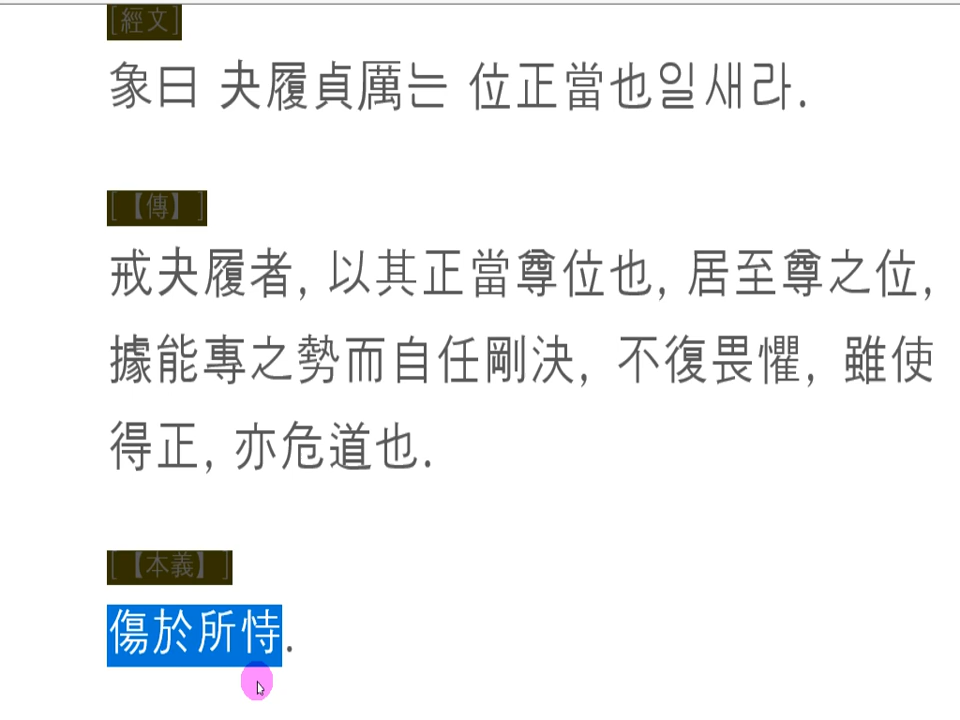 [經文]
象曰 夬履貞厲는 位正當也일새라.
[【傳】]
戒夬履者, 以其正當尊位也, 居至尊之位,
據能專之勢而自任剛決, 不復畏懼, 雖使
得正, 亦危道也.
[【本義】]
傷於所恃.